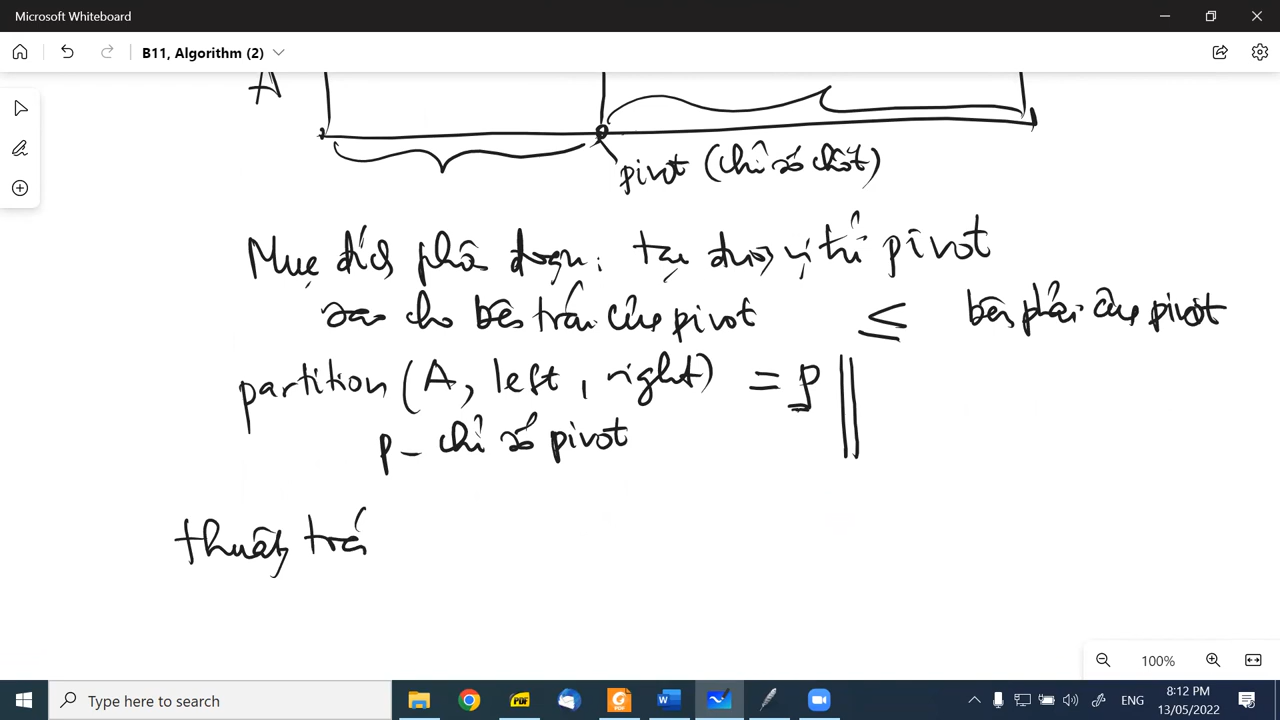 Microsoft Whiteboard
B11, Algorithm (2)
A
pivot (chỉ số chốt)
Mục đích phân đoạn: tạo được vị trí pivot
sao cho bên trái của pivot ≤ bên phải của pivot
partition (A, left, right) = p
p - chỉ số pivot
thuật trá
100%
Type here to search
ENG
8:12 PM
13/05/2022